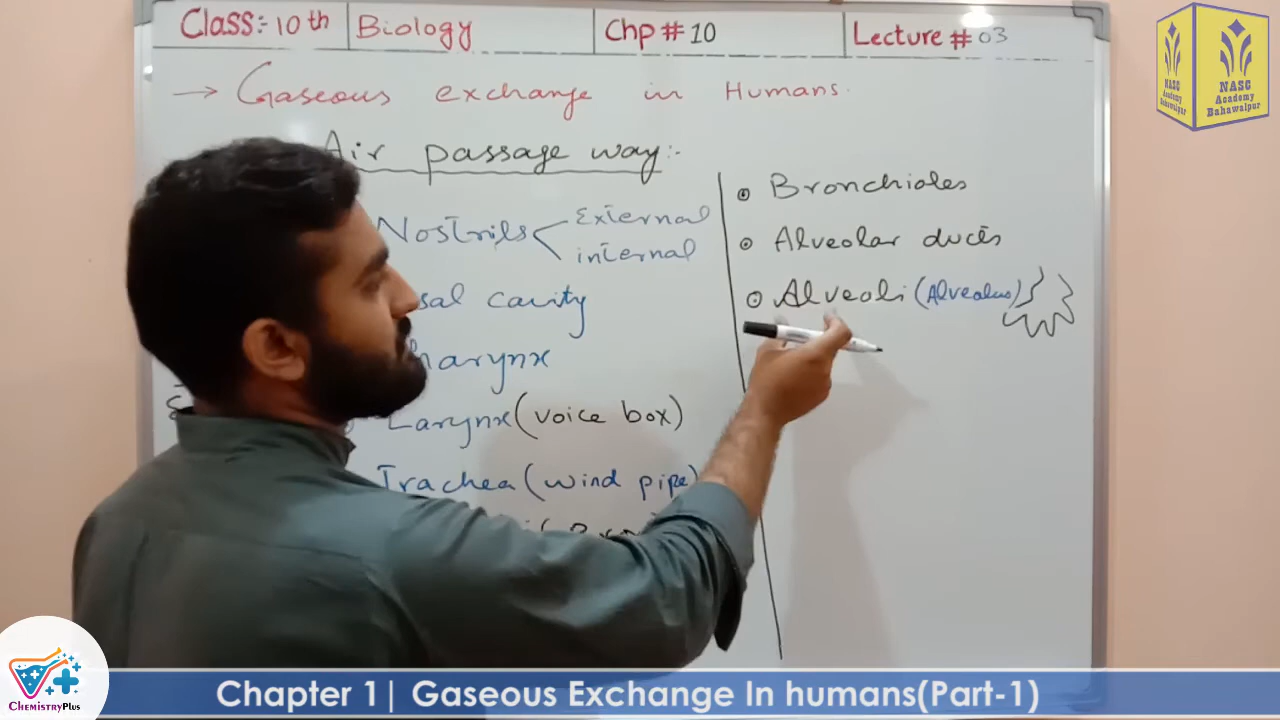 Class:- 10th Biology Chp # 10 Lecture # 03
→ Gaseous exchange in Humans.
Air passage way:-
Nostrils External
internal
cavity
Larynx (voice box)
Trachea (wind pipe)
Bronchioles
Alveolar ducts
Alveoli (Alveolus)
NASC
Academy
Bahawalpur
CHEMISTRYPLUS
Chapter 1| Gaseous Exchange In humans(Part-1)